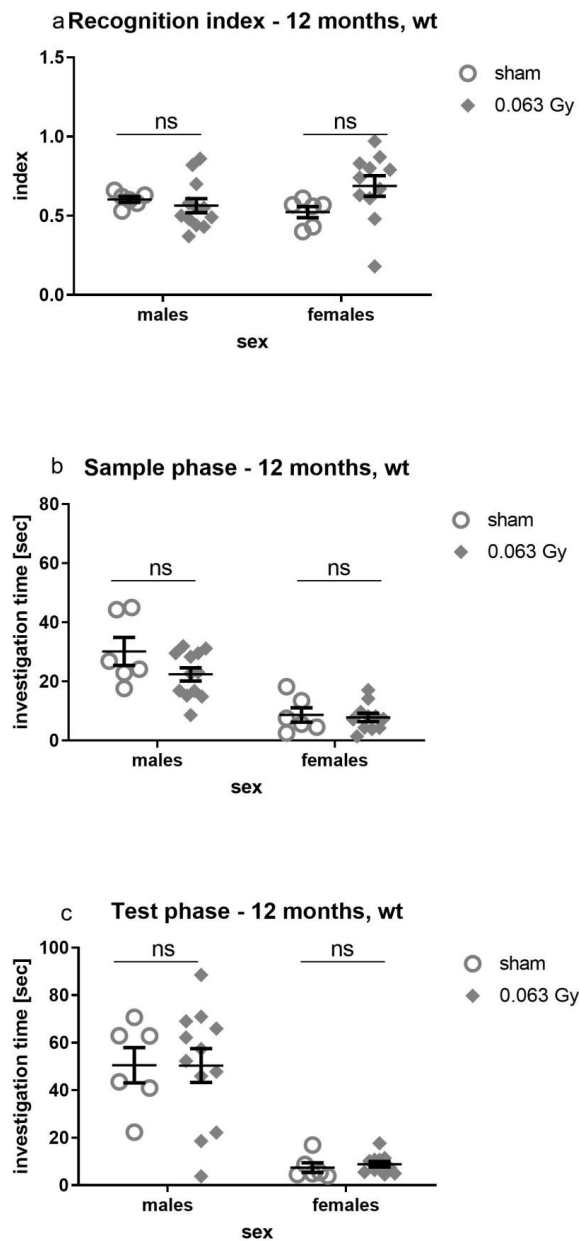 a Recognition index - 12 months, wt
sham
0.063 Gy
1.5
1.0
0.5
0.0
index
ns
ns
males
females
sex
b Sample phase - 12 months, wt
sham
0.063 Gy
80
60
40
20
0
investigation time [sec]
ns
ns
males
females
sex
c Test phase - 12 months, wt
sham
0.063 Gy
100
80
60
40
20
0
investigation time [sec]
ns
ns
males
females
sex